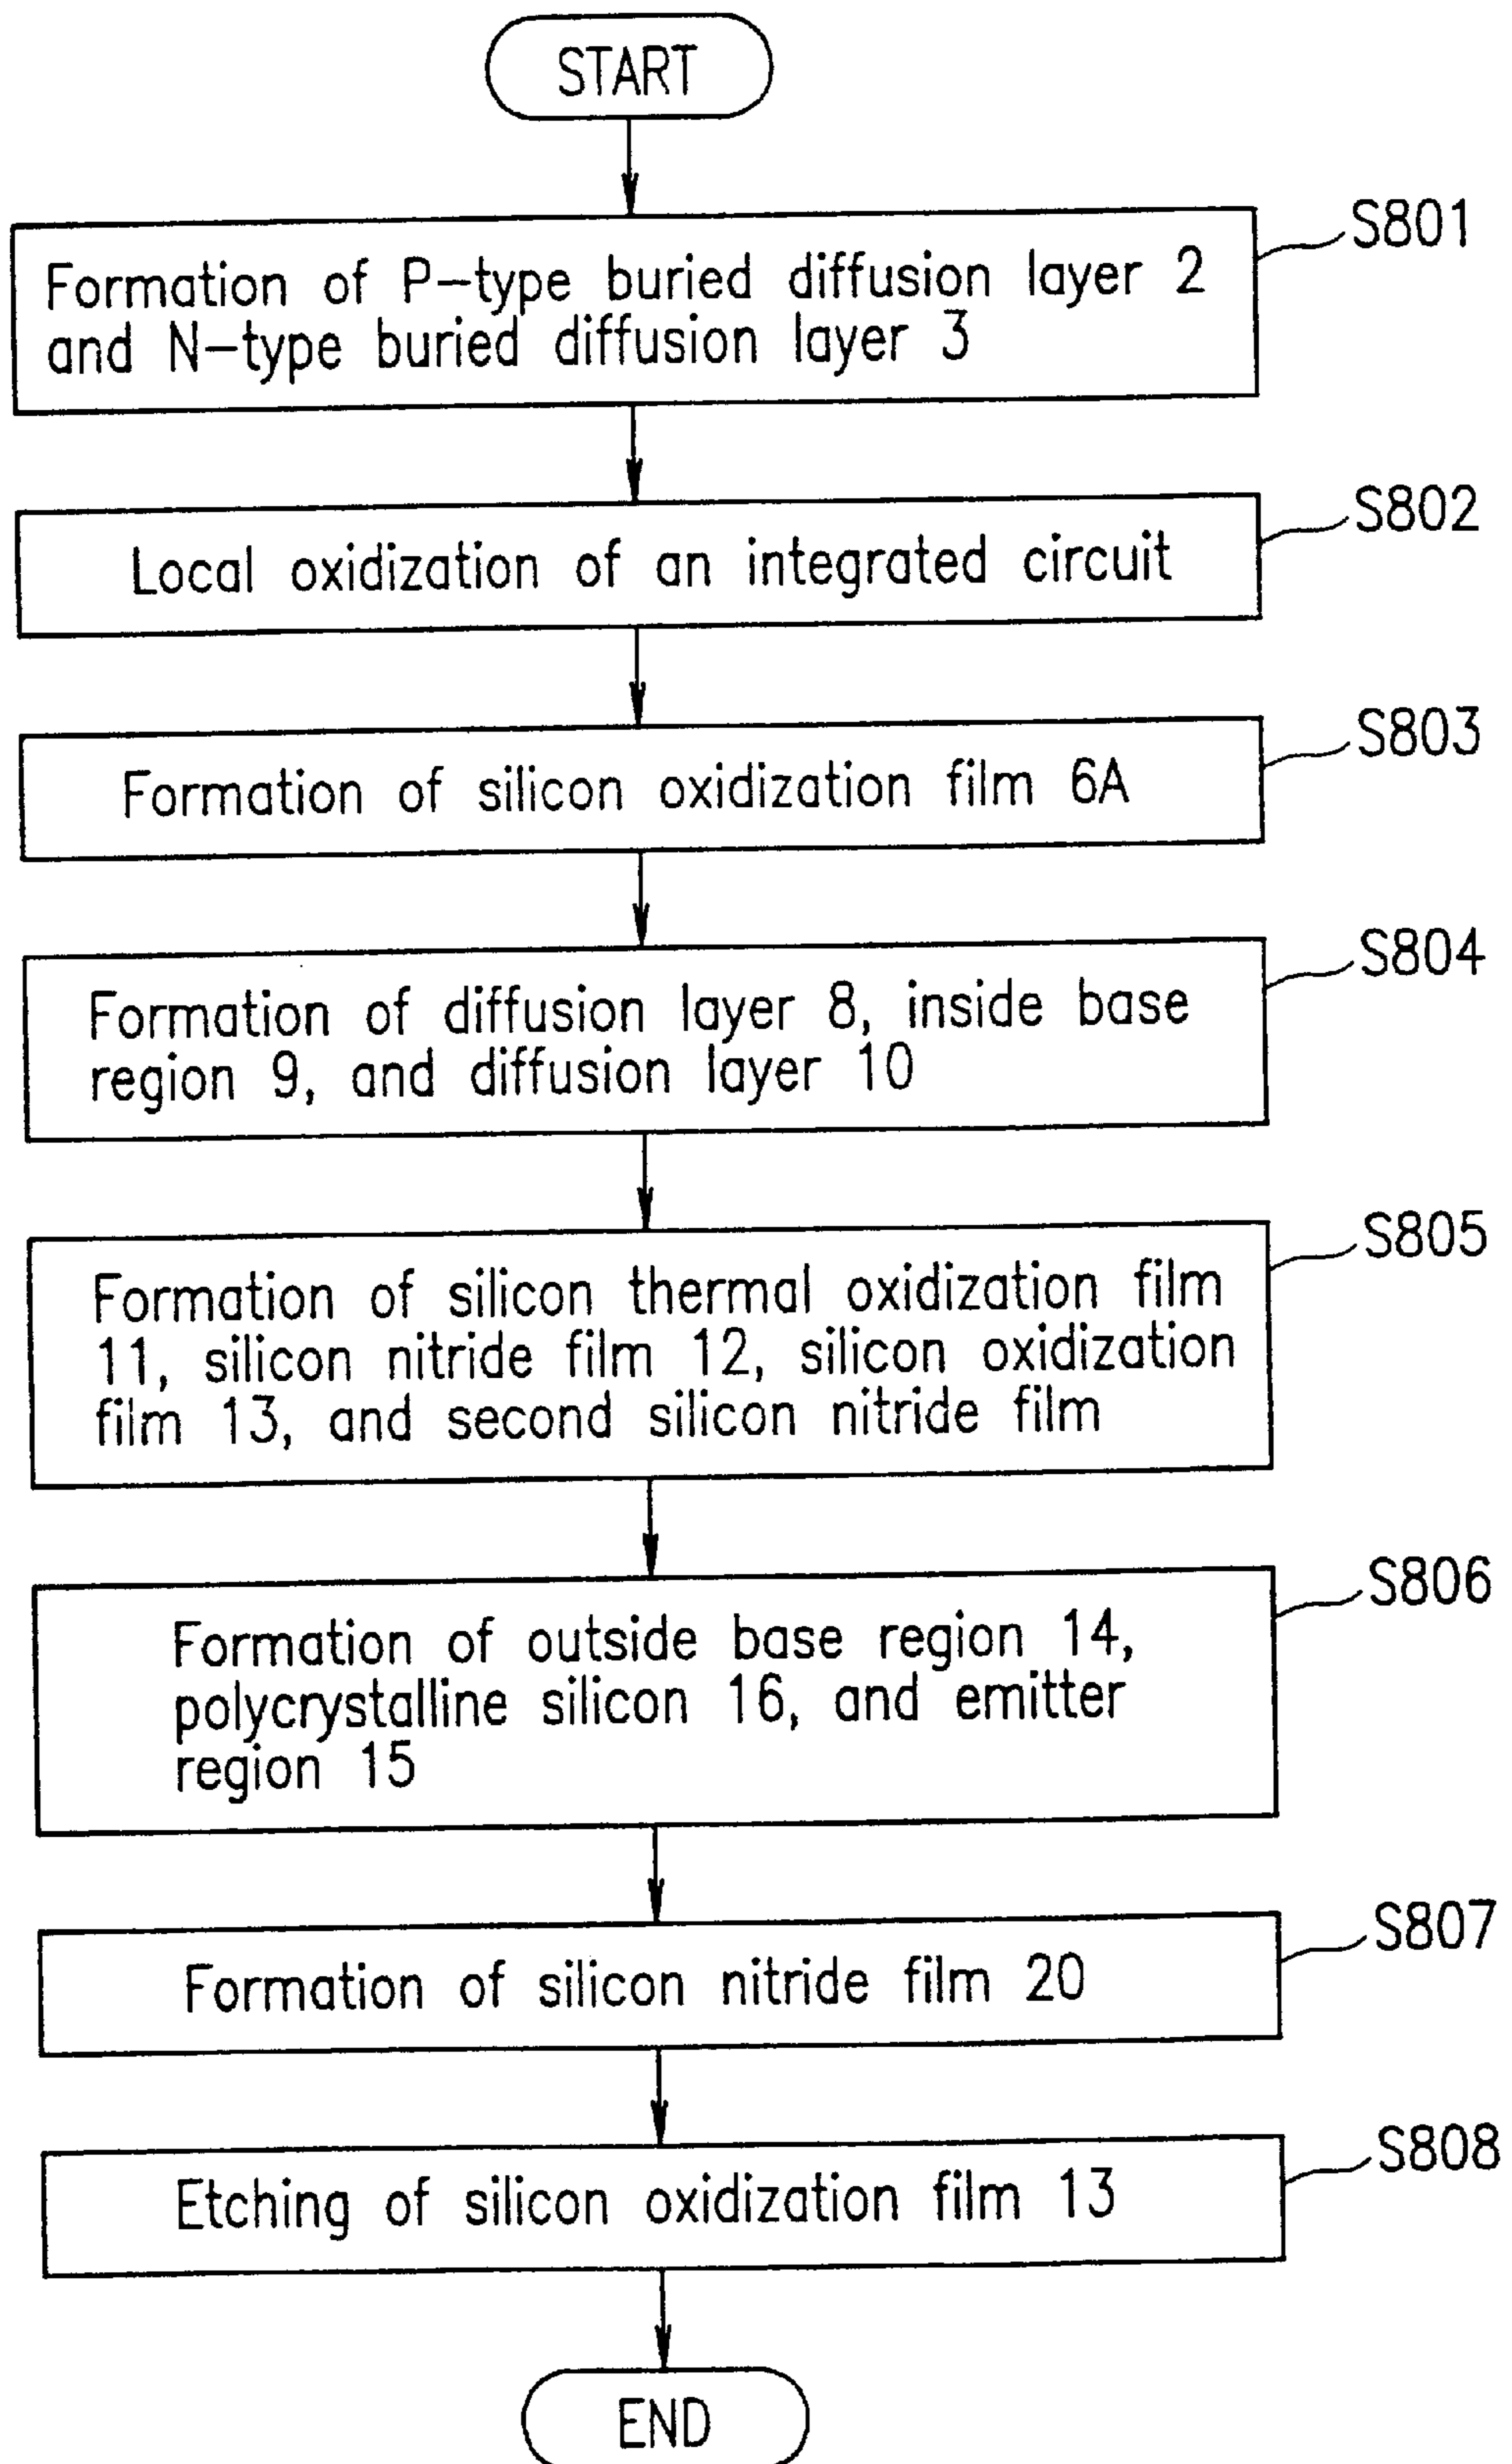 START
S801
Formation of P-type buried diffusion layer 2
and N-type buried diffusion layer 3
S802
Local oxidization of an integrated circuit
S803
Formation of silicon oxidization film 6A
S804
Formation of diffusion layer 8, inside base
region 9, and diffusion layer 10
S805
Formation of silicon thermal oxidization film
11, silicon nitride film 12, silicon oxidization
film 13, and second silicon nitride film
S806
Formation of outside base region 14,
polycrystalline silicon 16, and emitter
region 15
S807
Formation of silicon nitride film 20
S808
Etching of silicon oxidization film 13
END